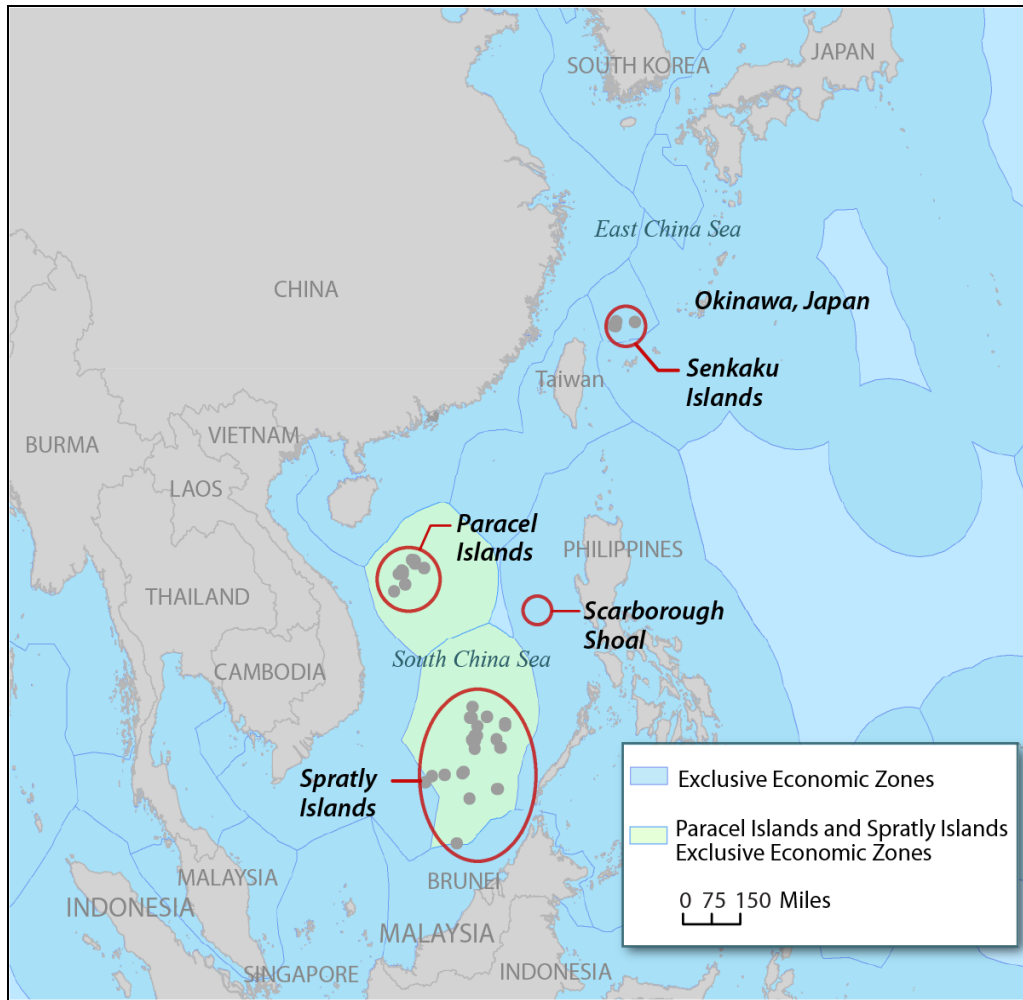 JAPAN
SOUTH KOREA
East China Sea
CHINA
Okinawa, Japan
Senkaku
Islands
Taiwan
BURMA
VIETNAM
LAOS
Paracel
Islands
PHILIPPINES
THAILAND
Scarborough
Shoal
South China Sea
CAMBODIA
Spratly
Islands
Exclusive Economic Zones
Paracel Islands and Spratly Islands
Exclusive Economic Zones
0 75 150 Miles
MALAYSIA
BRUNEI
INDONESIA
MALAYSIA
SINGAPORE
INDONESIA